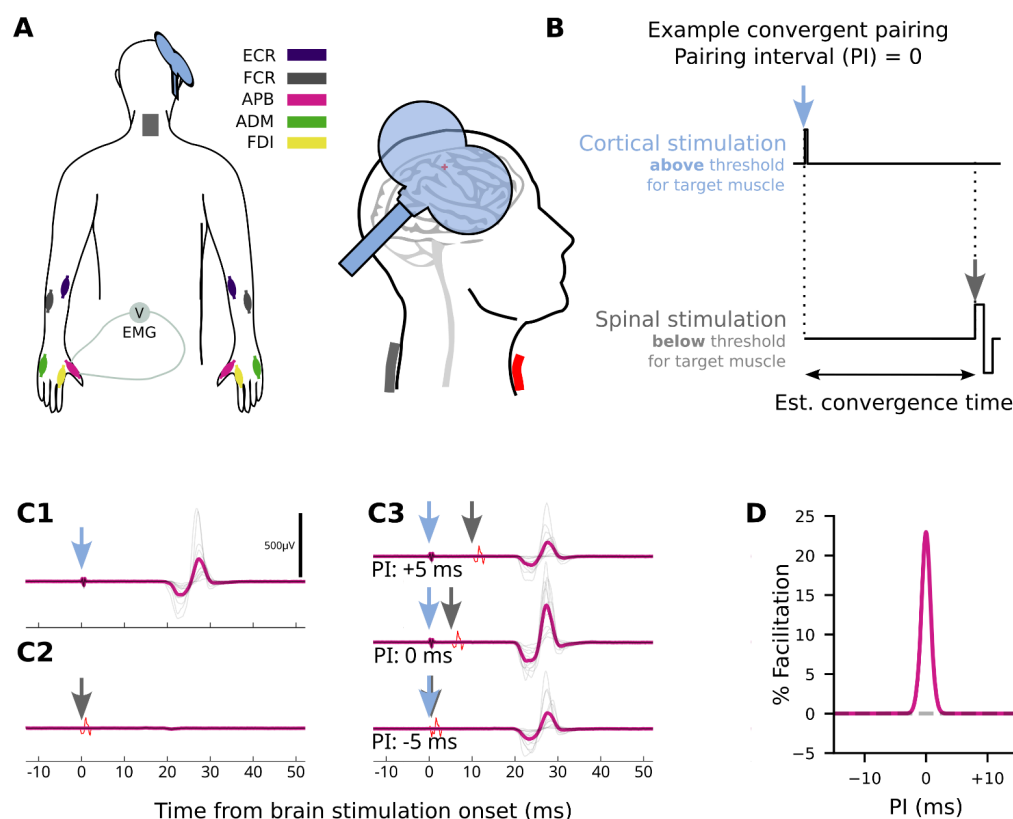 A
ECR
FCR
APB
ADM
FDI
V
EMG
B
Example convergent pairing
Pairing interval (PI) = 0
Cortical stimulation
above threshold
for target muscle
Spinal stimulation
below threshold
for target muscle
Est. convergence time
C1
500µV
C2
-10 0 10 20 30 40 50
C3
PI: +5 ms
PI: 0 ms
PI: -5 ms
-10 0 10 20 30 40 50
Time from brain stimulation onset (ms)
D
% Facilitation
25
20
15
10
5
0
−5
−10 0 +10
PI (ms)